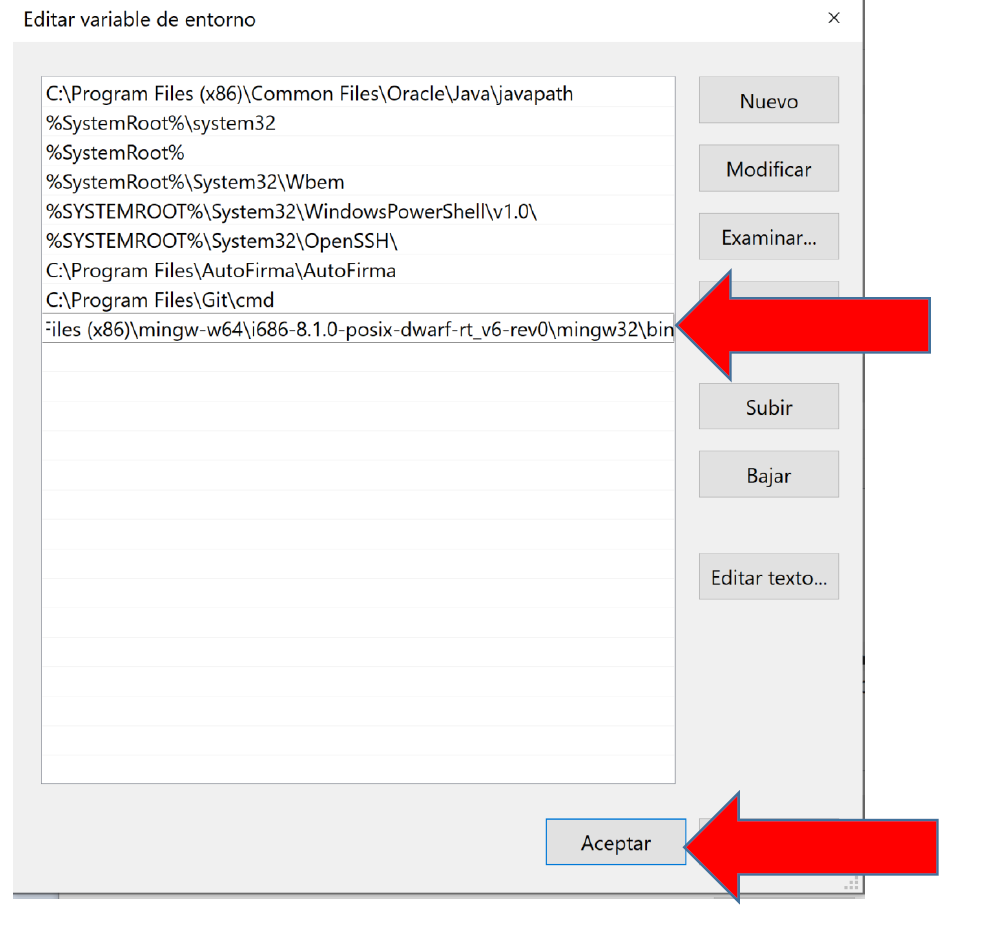 Editar variable de entorno
C:\Program Files (x86)\Common Files\Oracle\Java\javapath
%SystemRoot%\system32
%SystemRoot%
%SystemRoot%\System32\Wbem
%SYSTEMROOT%\System32\WindowsPowerShell\v1.0\
%SYSTEMROOT%\System32\OpenSSH\
C:\Program Files\AutoFirma\AutoFirma
C:\Program Files\Git\cmd
Files (x86)\mingw-w64\i686-8.1.0-posix-dwarf-rt_v6-rev0\mingw32\bin
Nuevo
Modificar
Examinar...
Subir
Bajar
Editar texto...
Aceptar